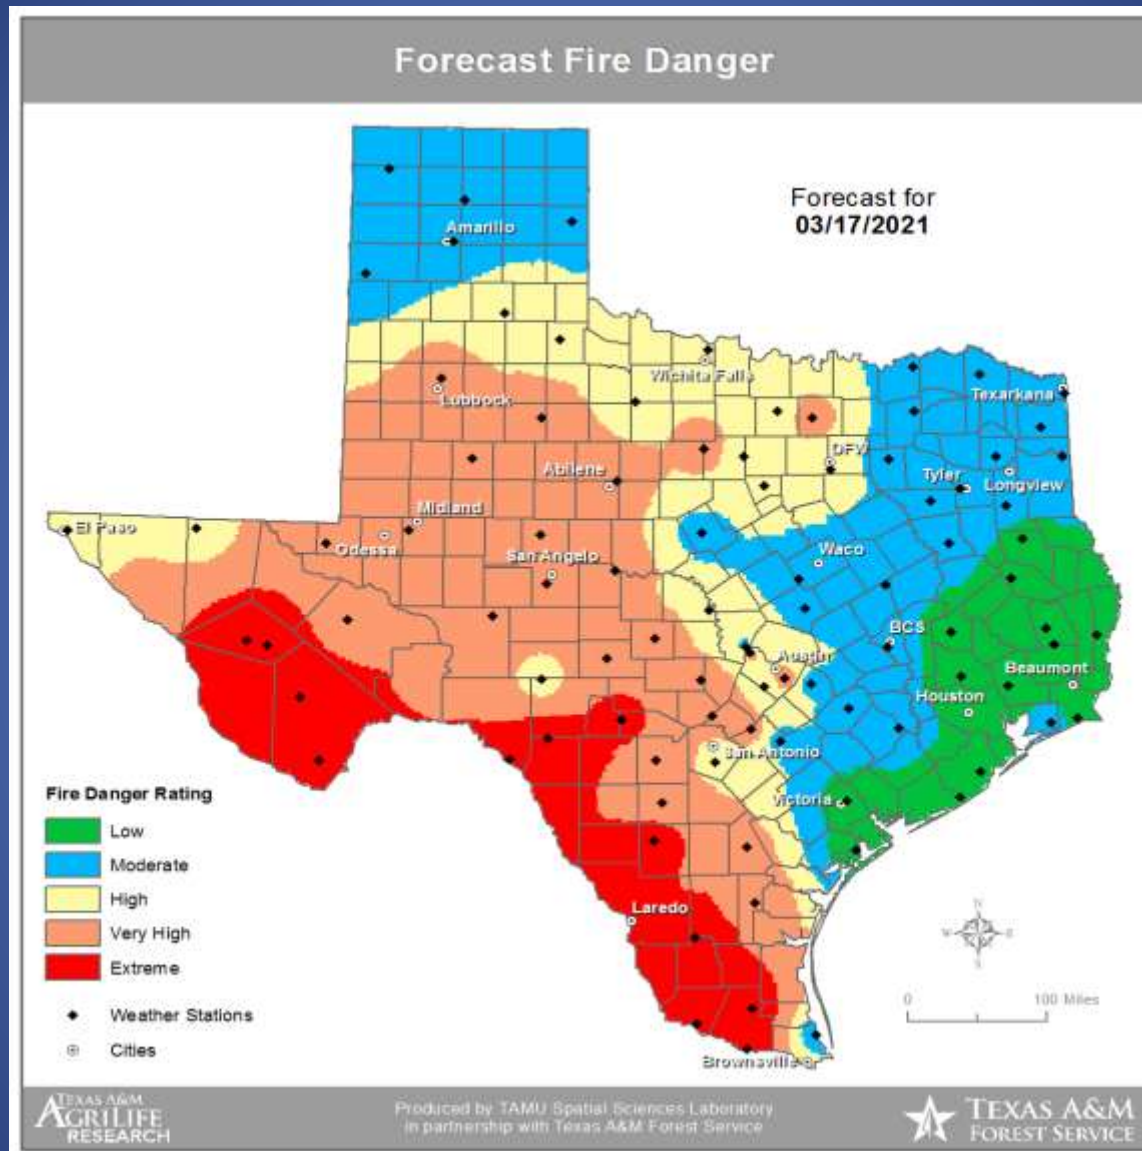 Forecast Fire Danger
Forecast for
03/17/2021
Amarillo
Wichita Falls
Texarkana
Lubbock
DFW
Abilene
Tyler
Longview
Midland
El Paso
Odessa
San Angelo
Waco
BCS
Austin
Beaumont
Houston
San Antonio
Victoria
Laredo
Brownsville
Fire Danger Rating
Low
Moderate
High
Very High
Extreme
Weather Stations
Cities
N
W E
S
0 100 Miles
TEXAS A&M
AGRILIFE
RESEARCH
Produced by TAMU Spatial Sciences Laboratory
in partnership with Texas A&M Forest Service
TEXAS A&M
FOREST SERVICE